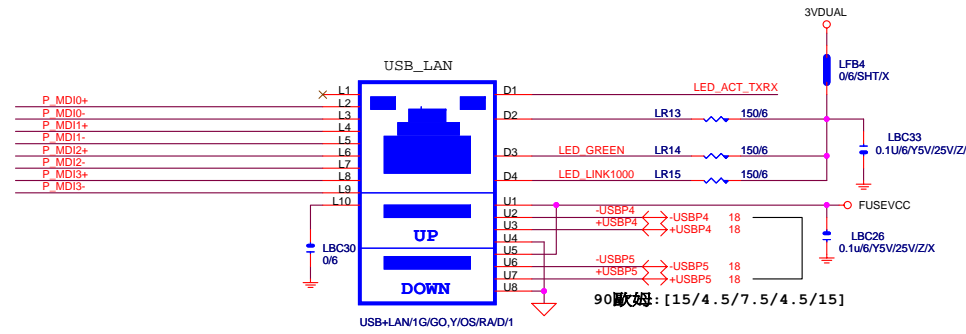 3VDUAL
LFB4
0/6/SHT/X
USB_LAN
L1
D1
LED_ACT_TXRX
P_MDI0+
L2
D2
LR13
150/6
P_MDI0-
L3
P_MDI1+
L4
LBC33
0.1U/6/Y5V/25V/Z/
P_MDI1-
L5
P_MDI2+
L6
D3
LED_GREEN
LR14
150/6
P_MDI2-
L7
P_MDI3+
L8
D4
LED_LINK1000
LR15
150/6
P_MDI3-
L9
L10
U1
FUSEVCC
U2
-USBP4
-USBP4
18
U3
+USBP4
+USBP4
18
UP
U4
LBC26
0.1u/6/Y5V/25V/Z/X
LBC30
0/6
U5
U6
-USBP5
-USBP5
18
U7
+USBP5
+USBP5
18
DOWN
U8
90歐姆:[15/4.5/7.5/4.5/15]
USB+LAN/1G/GO,Y/OS/RA/D/1